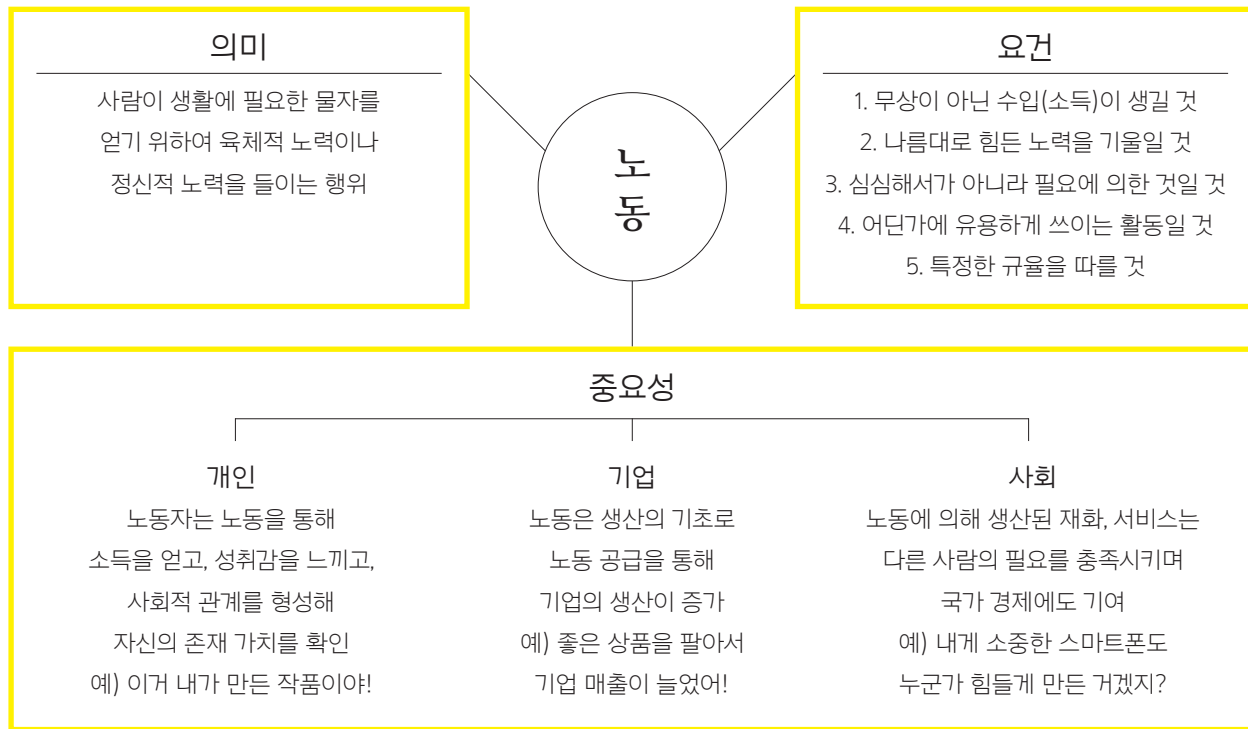 의미
사람이 생활에 필요한 물자를
얻기 위하여 육체적 노력이나
정신적 노력을 들이는 행위
노동
요건
1. 무상이 아닌 수입(소득)이 생길 것
2. 나름대로 힘든 노력을 기울일 것
3. 심심해서가 아니라 필요에 의한 것일 것
4. 어딘가에 유용하게 쓰이는 활동일 것
5. 특정한 규율을 따를 것
중요성
개인
노동자는 노동을 통해
소득을 얻고, 성취감을 느끼고,
사회적 관계를 형성해
자신의 존재 가치를 확인
예) 이거 내가 만든 작품이야!
기업
노동은 생산의 기초로
노동 공급을 통해
기업의 생산이 증가
예) 좋은 상품을 팔아서
기업 매출이 늘었어!
사회
노동에 의해 생산된 재화, 서비스는
다른 사람의 필요를 충족시키며
국가 경제에도 기여
예) 내게 소중한 스마트폰도
누군가 힘들게 만든 거겠지?